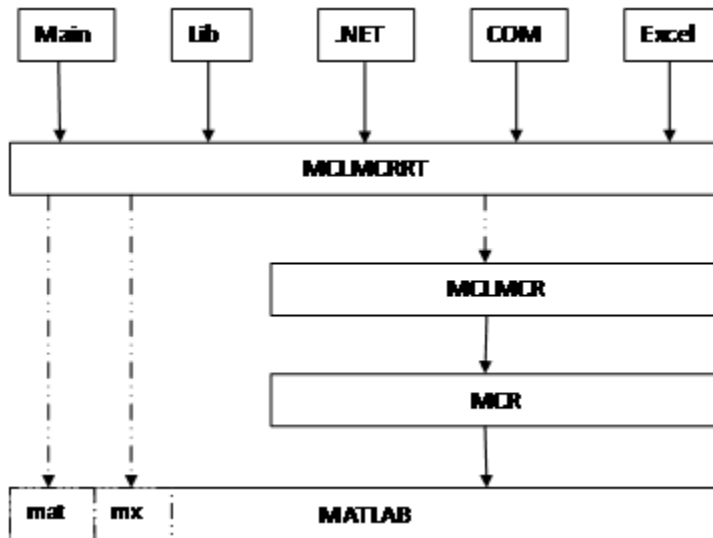 Main Lib .NET COM Excel
MCLMCRRT
MCLMCR
MCR
mat mx MATLAB